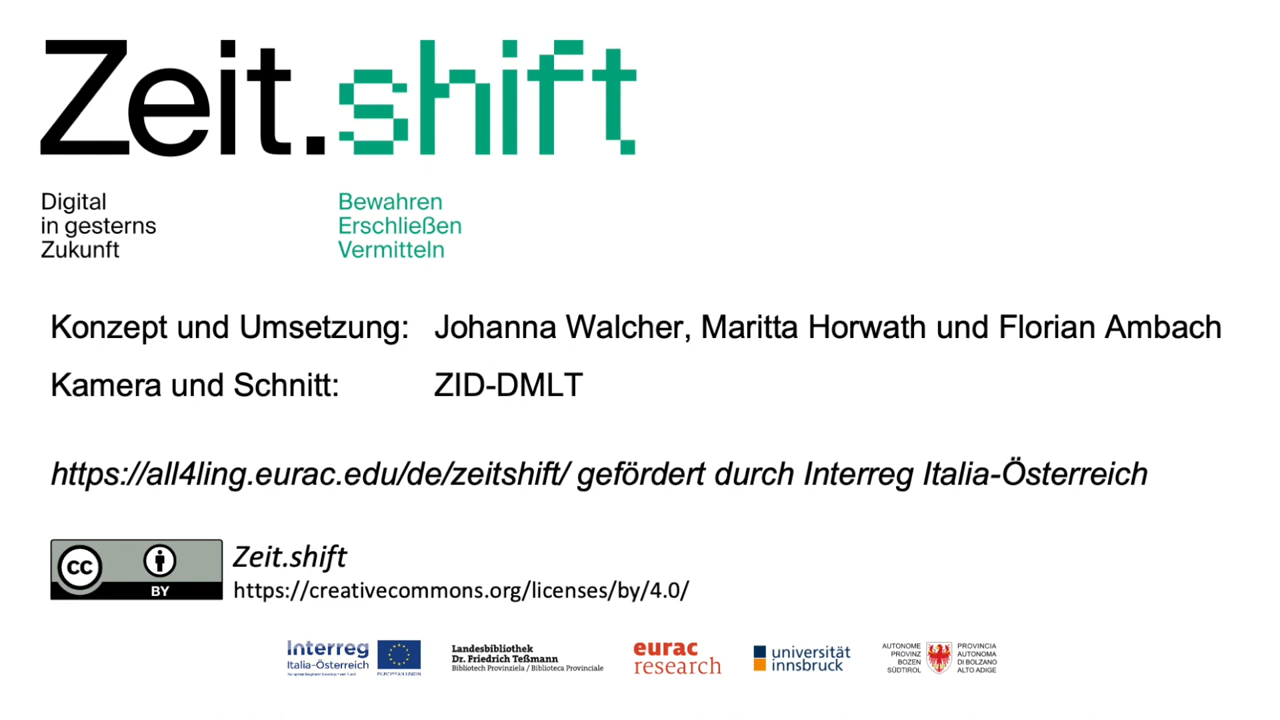 Zeit.shift
Digital
in gesterns
Zukunft
Bewahren
Erschließen
Vermitteln
Konzept und Umsetzung: Johanna Walcher, Maritta Horwath und Florian Ambach
Kamera und Schnitt: ZID-DMLT
https://all4ling.eurac.edu/de/zeitshift/ gefördert durch Interreg Italia-Österreich
CC
BY
Zeit.shift
https://creativecommons.org/licenses/by/4.0/
Interreg
Italia-Österreich
EUROPEAN UNION
Landesbibliothek
Dr. Friedrich Teßmann
Bibliotech Provinziela / Biblioteca Provinciale
eurac
research
universität
innsbruck
AUTONOME
PROVINZ
BOZEN
SÜDTIROL
PROVINCIA
AUTONOMA
DI BOLZANO
ALTO ADIGE